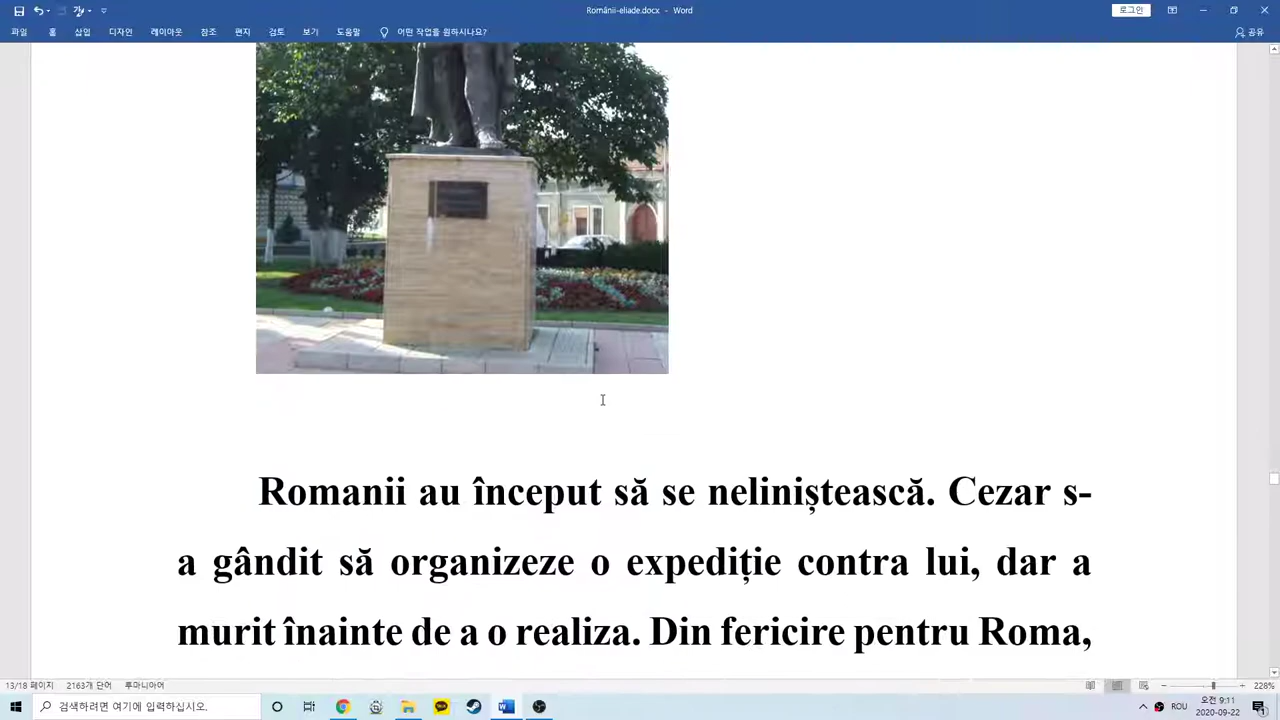 Românii-eliade.docx - Word
로그인
파일 홈 삽입 디자인 레이아웃 참조 편지 검토 보기 도움말 어떤 작업을 원하시나요? 공유
Romanii au început să se neliniștească. Cezar s-
a gândit să organizeze o expediție contra lui, dar a
murit înainte de a o realiza. Din fericire pentru Roma,
13/18 페이지 2163개 단어 루마니아어 228%
검색하려면 여기에 입력하십시오. ROU 오전 9:11
2020-09-22